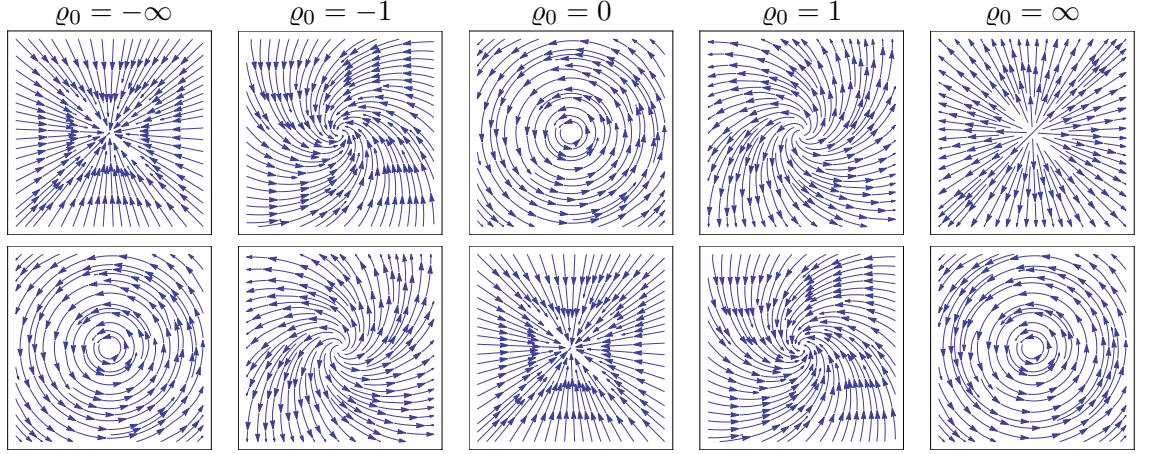 ϱ₀ = −∞ ϱ₀ = −1 ϱ₀ = 0 ϱ₀ = 1 ϱ₀ = ∞